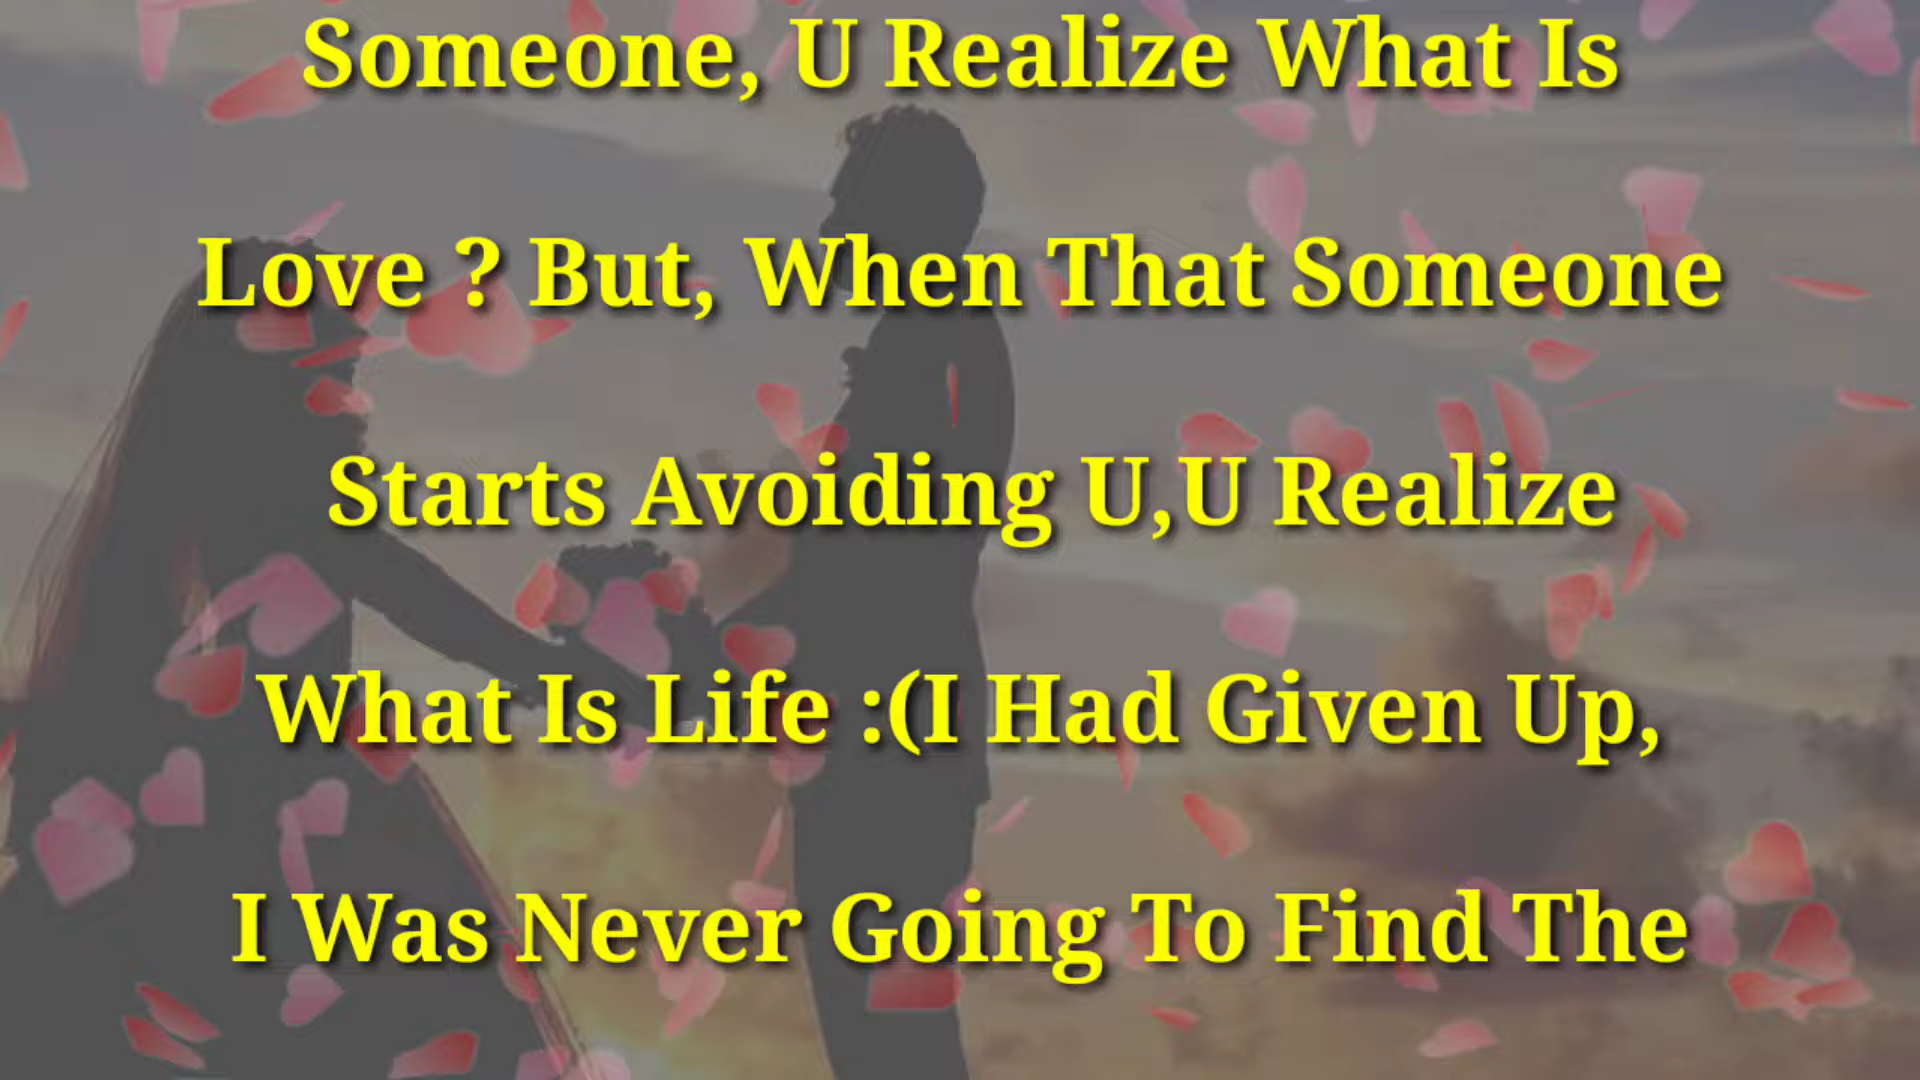 Someone, U Realize What Is
Love ? But, When That Someone
Starts Avoiding U,U Realize
What Is Life :(I Had Given Up,
I Was Never Going To Find The